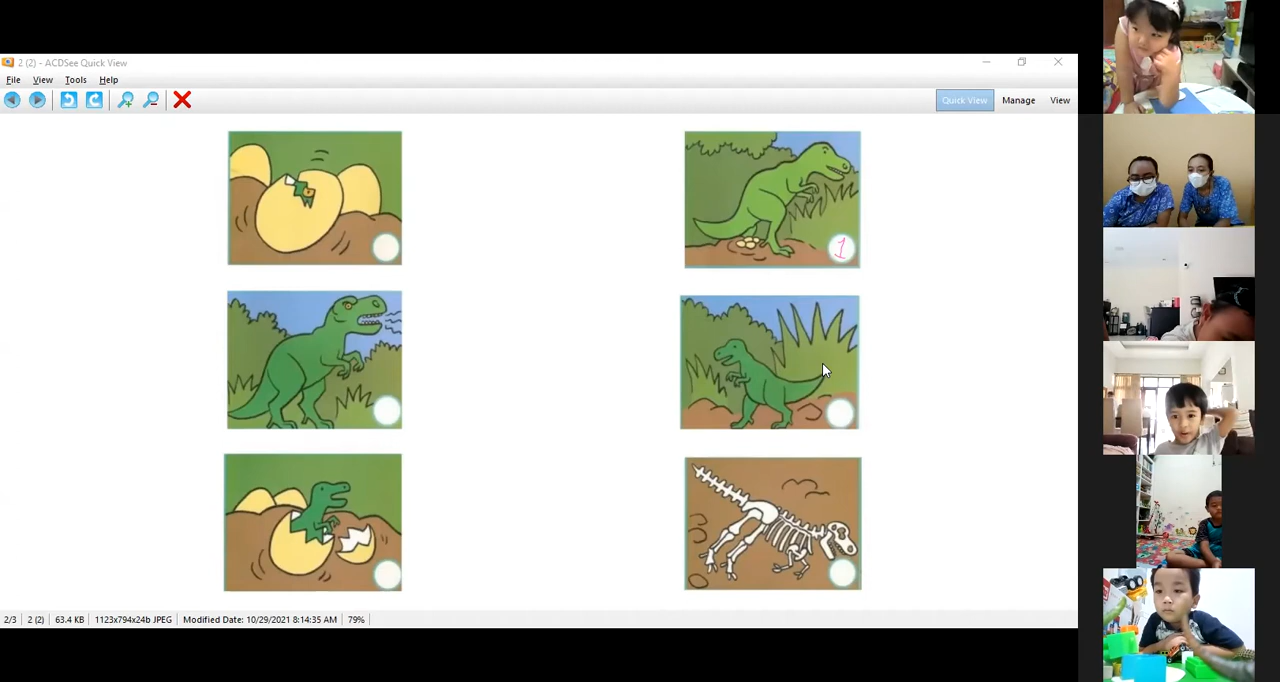 2 (2) - ACDSee Quick View
File View Tools Help
Quick View Manage View
1
2/3 2 (2) 63.4 KB 1123x794x24b JPEG Modified Date: 10/29/2021 8:14:35 AM 79%